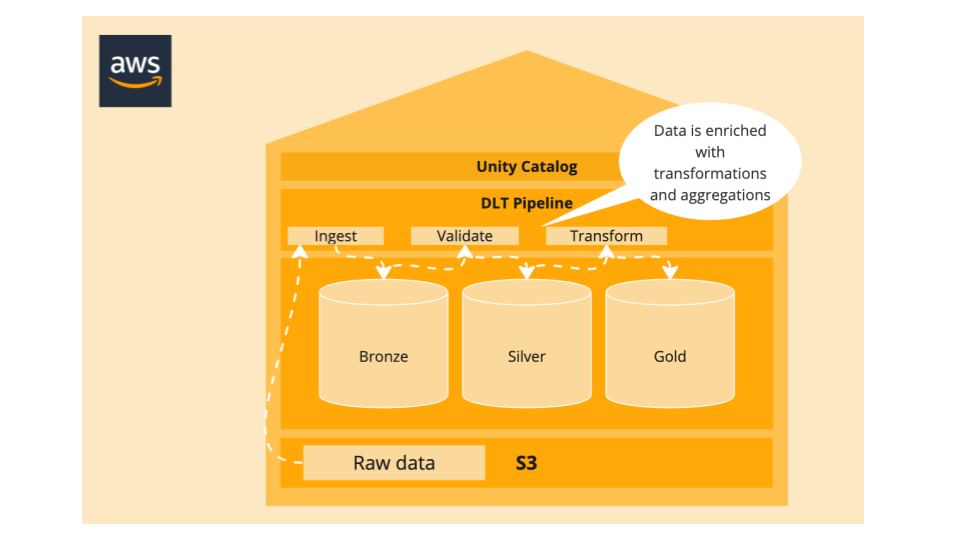 aws
Data is enriched
with
transformations
and aggregations
Unity Catalog
DLT Pipeline
Ingest
Validate
Transform
Bronze
Silver
Gold
Raw data
S3